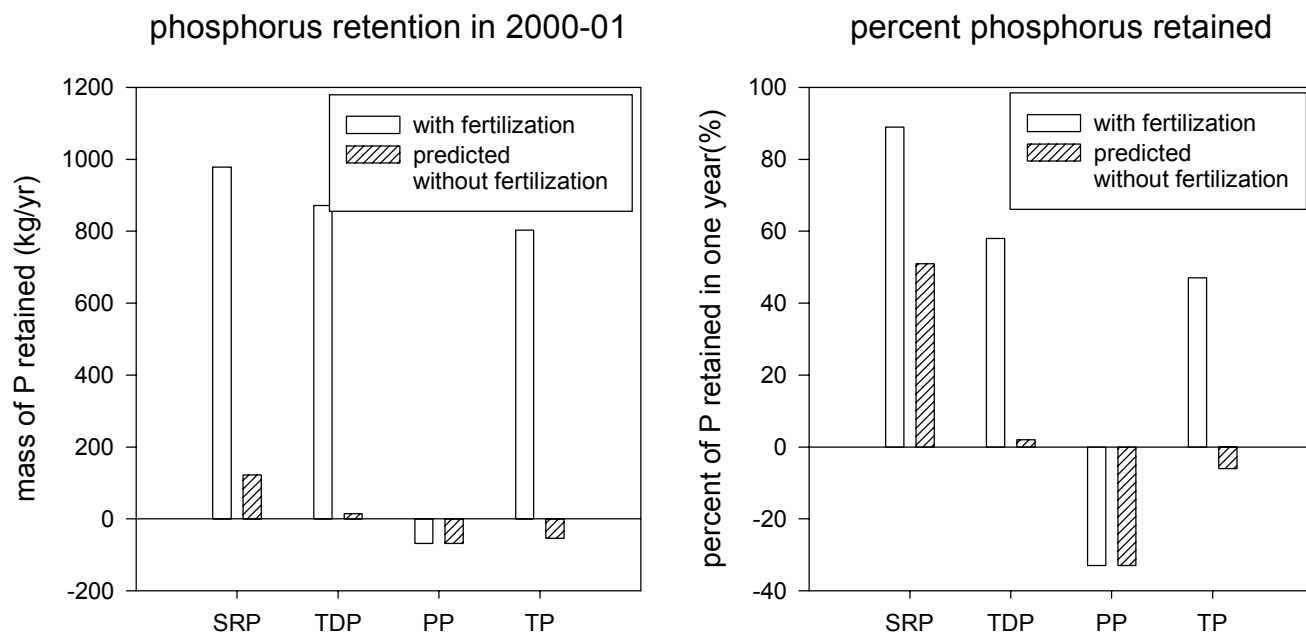 phosphorus retention in 2000-01
mass of P retained (kg/yr)
1200
1000
800
600
400
200
0
-200
with fertilization
predicted
without fertilization
SRP TDP PP TP
percent phosphorus retained
percent of P retained in one year(%)
100
80
60
40
20
0
-20
-40
with fertilization
predicted
without fertilization
SRP TDP PP TP